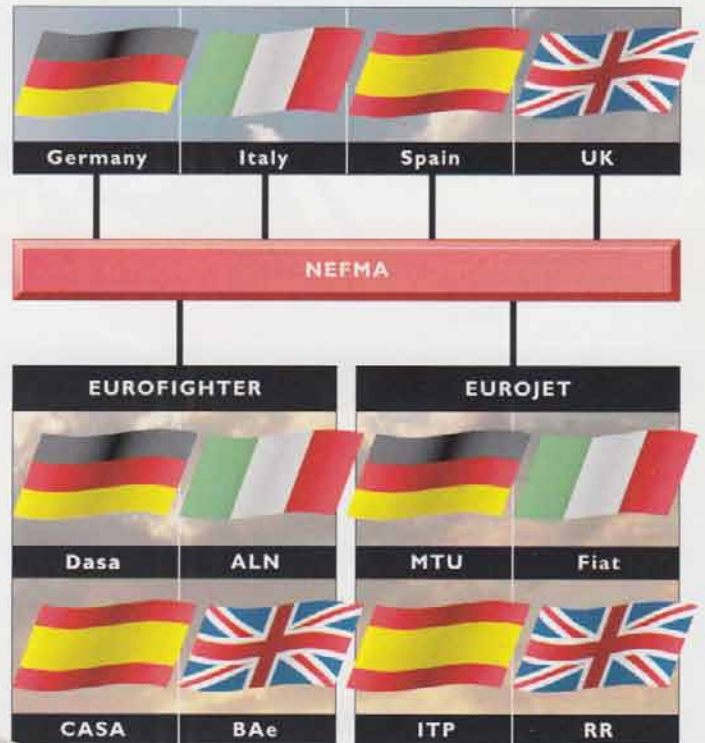 Germany Italy Spain UK
NEFMA
EUROFIGHTER EUROJET
Dasa ALN MTU Fiat
CASA BAe ITP RR